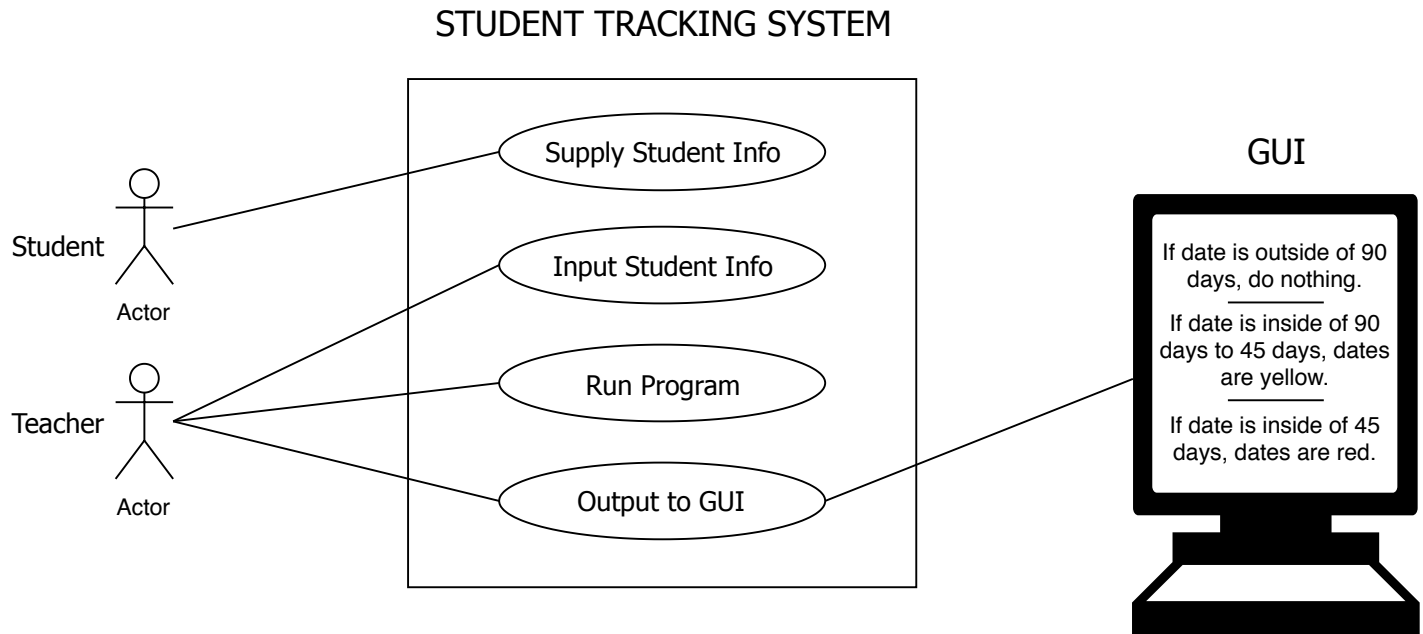 STUDENT TRACKING SYSTEM
Supply Student Info
Student
Actor
Input Student Info
Run Program
Teacher
Actor
Output to GUI
GUI
If date is outside of 90
days, do nothing.
If date is inside of 90
days to 45 days, dates
are yellow.
If date is inside of 45
days, dates are red.